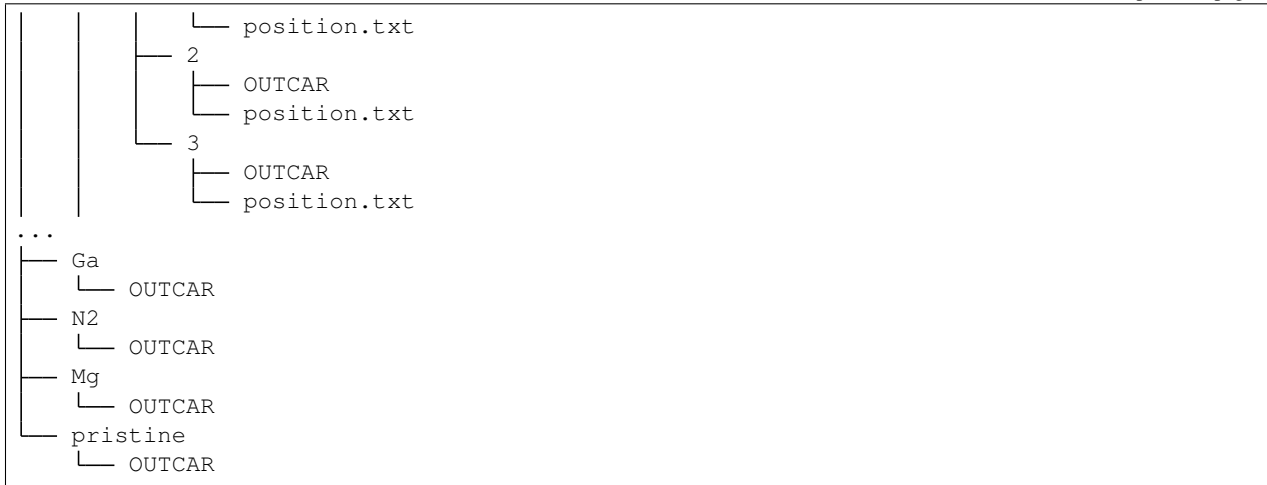 │   │   │   └── position.txt
│   │   ├── 2
│   │   │   ├── OUTCAR
│   │   │   └── position.txt
│   │   └── 3
│   │       ├── OUTCAR
│   │       └── position.txt
...
├── Ga
│   └── OUTCAR
├── N2
│   └── OUTCAR
├── Mg
│   └── OUTCAR
└── pristine
    └── OUTCAR